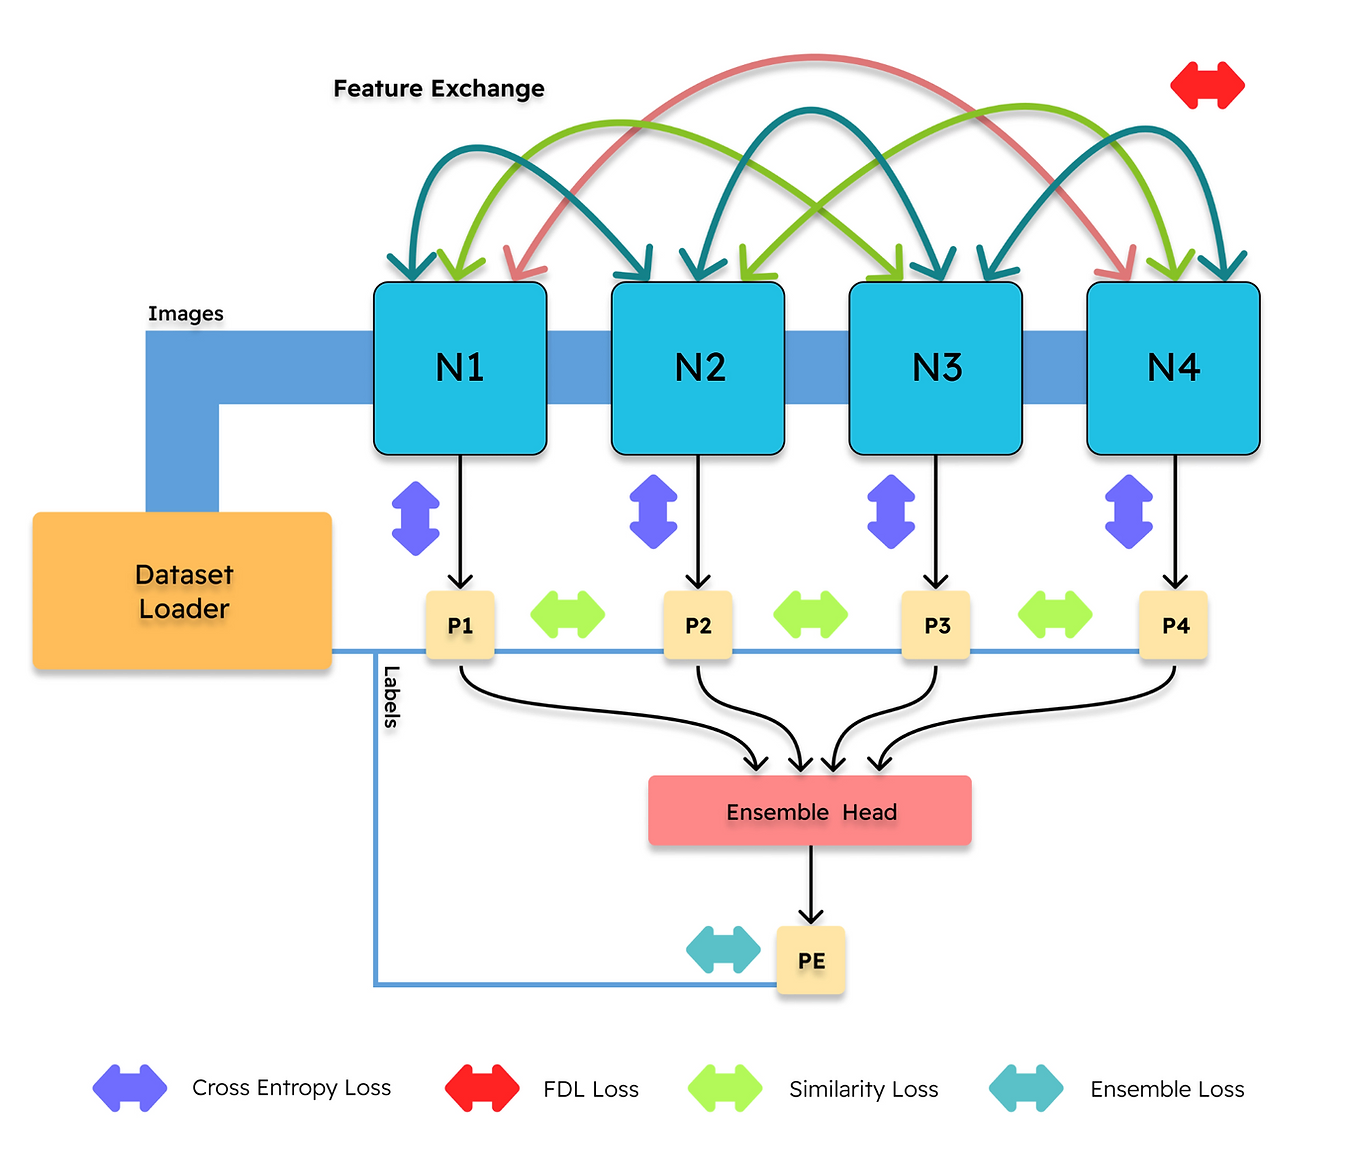 Feature Exchange
Images
N1
N2
N3
N4
Dataset
Loader
P1
P2
P3
P4
Labels
Ensemble Head
PE
Cross Entropy Loss
FDL Loss
Similarity Loss
Ensemble Loss